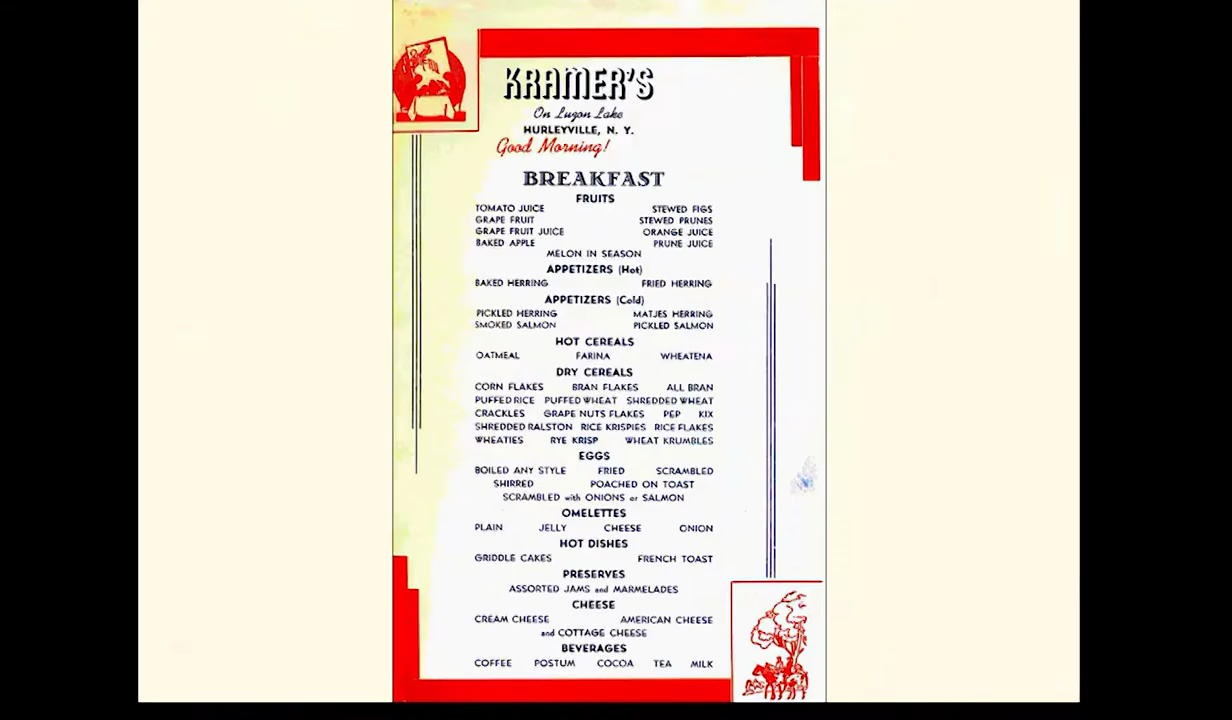 KRAMER'S
On Luzon Lake
HURLEYVILLE, N. Y.
Good Morning!
BREAKFAST
FRUITS
TOMATO JUICE STEWED FIGS
GRAPE FRUIT STEWED PRUNES
GRAPE FRUIT JUICE ORANGE JUICE
BAKED APPLE PRUNE JUICE
MELON IN SEASON
APPETIZERS (Hot)
BAKED HERRING FRIED HERRING
APPETIZERS (Cold)
PICKLED HERRING MATJES HERRING
SMOKED SALMON PICKLED SALMON
HOT CEREALS
OATMEAL FARINA WHEATENA
DRY CEREALS
CORN FLAKES BRAN FLAKES ALL BRAN
PUFFED RICE PUFFED WHEAT SHREDDED WHEAT
CRACKLES GRAPE NUTS FLAKES PEP KIX
SHREDDED RALSTON RICE KRISPIES RICE FLAKES
WHEATIES RYE KRISP WHEAT KRUMBLES
EGGS
BOILED ANY STYLE FRIED SCRAMBLED
SHIRRED POACHED ON TOAST
SCRAMBLED with ONIONS or SALMON
OMELETTES
PLAIN JELLY CHEESE ONION
HOT DISHES
GRIDDLE CAKES FRENCH TOAST
PRESERVES
ASSORTED JAMS and MARMELADES
CHEESE
CREAM CHEESE AMERICAN CHEESE
and COTTAGE CHEESE
BEVERAGES
COFFEE POSTUM COCOA TEA MILK